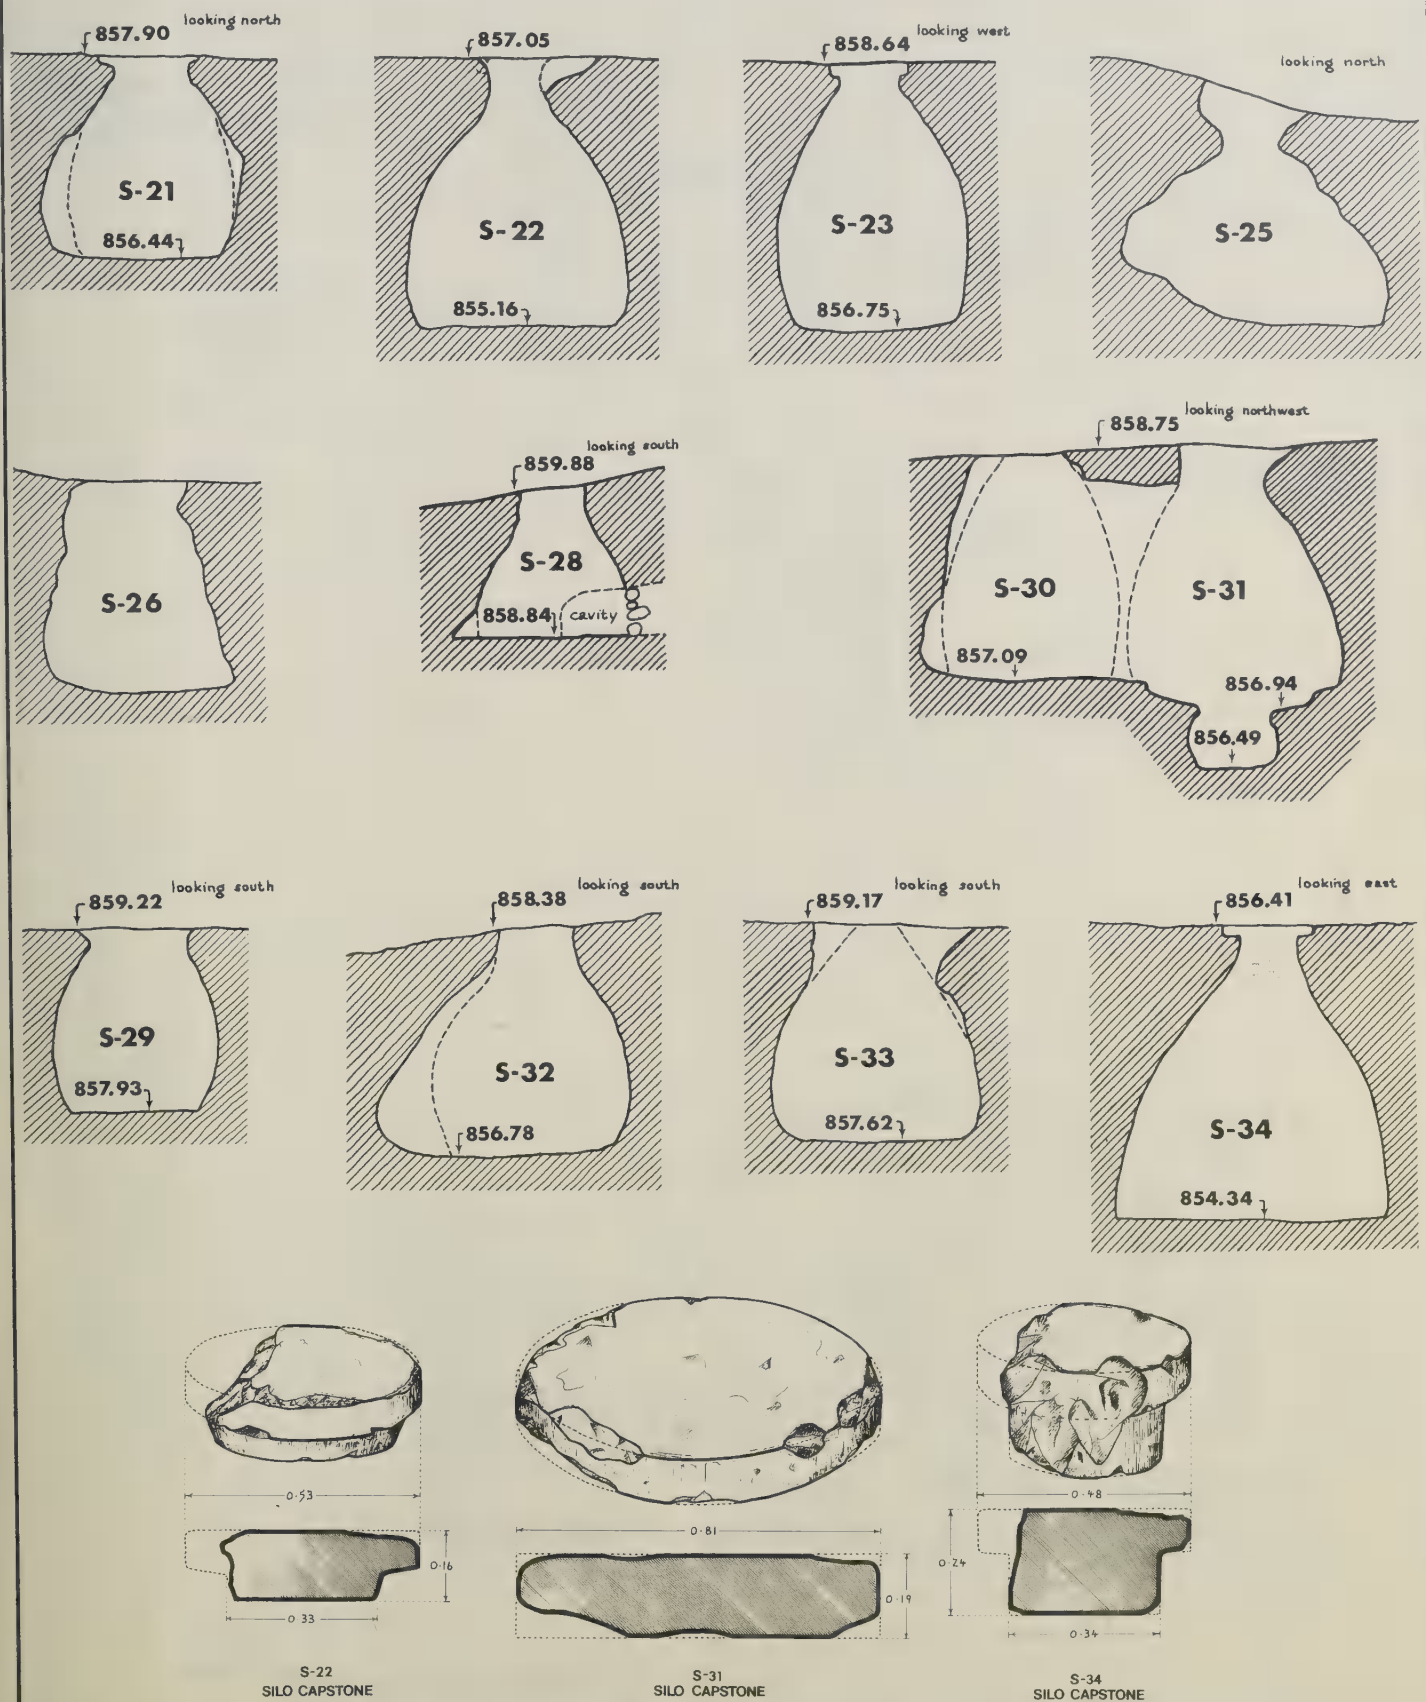 looking north
857.90
S-21
856.44
857.05
S-22
855.16
looking west
858.64
S-23
856.75
looking north
S-25
S-26
looking south
859.88
S-28
858.84
cavity
looking northwest
858.75
S-30
S-31
857.09
856.94
856.49
looking south
859.22
S-29
857.93
looking south
858.38
S-32
856.78
looking south
859.17
S-33
857.62
looking east
856.41
S-34
854.34
0·53
0·16
0·33
S-22
SILO CAPSTONE
0·81
0·19
S-31
SILO CAPSTONE
0·48
0·24
0·34
S-34
SILO CAPSTONE